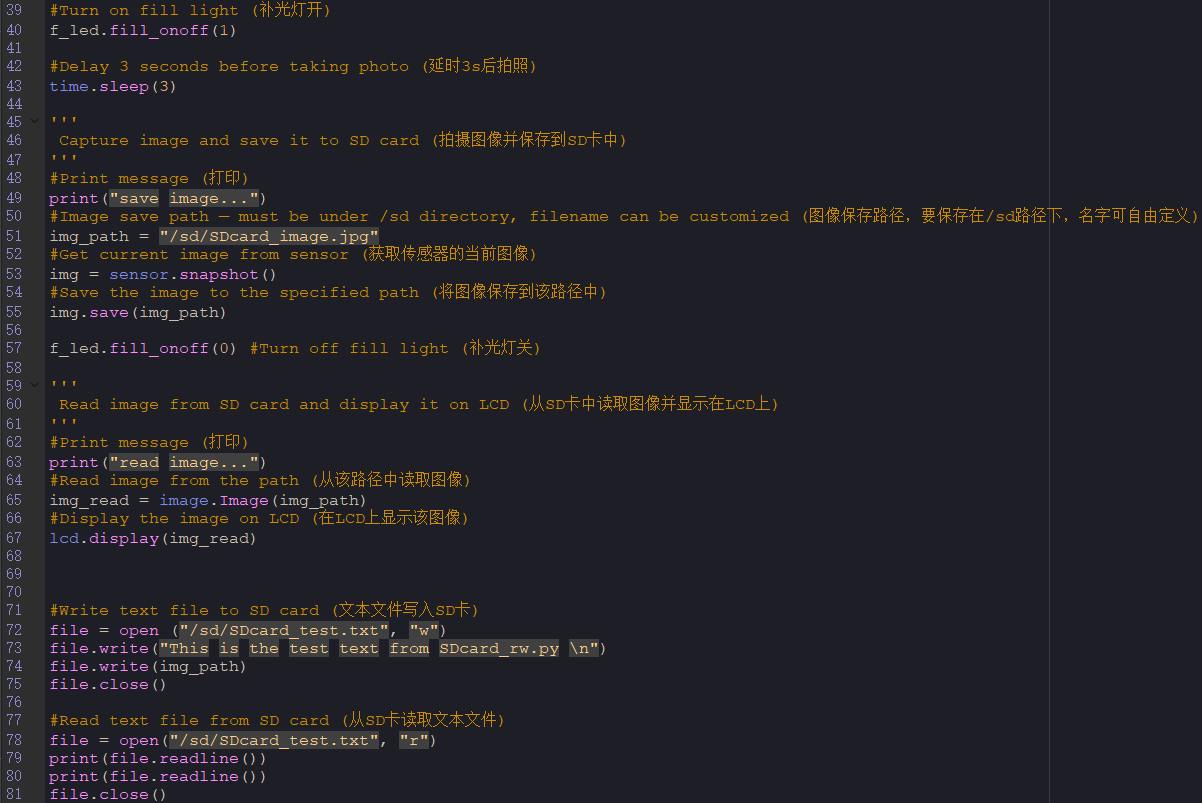 39 #Turn on fill light (补光灯开)
40 f_led.fill_onoff(1)
41
42 #Delay 3 seconds before taking photo (延时3s后拍照)
43 time.sleep(3)
44
45 '''
46  Capture image and save it to SD card (拍摄图像并保存到SD卡中)
47 '''
48 #Print message (打印)
49 print("save image...")
50 #Image save path — must be under /sd directory, filename can be customized (图像保存路径，要保存在/sd路径下，名字可自由定义)
51 img_path = "/sd/SDcard_image.jpg"
52 #Get current image from sensor (获取传感器的当前图像)
53 img = sensor.snapshot()
54 #Save the image to the specified path (将图像保存到该路径中)
55 img.save(img_path)
56
57 f_led.fill_onoff(0) #Turn off fill light (补光灯关)
58
59 '''
60  Read image from SD card and display it on LCD (从SD卡中读取图像并显示在LCD上)
61 '''
62 #Print message (打印)
63 print("read image...")
64 #Read image from the path (从该路径中读取图像)
65 img_read = image.Image(img_path)
66 #Display the image on LCD (在LCD上显示该图像)
67 lcd.display(img_read)
68
69
70
71 #Write text file to SD card (文本文件写入SD卡)
72 file = open ("/sd/SDcard_test.txt", "w")
73 file.write("This is the test text from SDcard_rw.py \n")
74 file.write(img_path)
75 file.close()
76
77 #Read text file from SD card (从SD卡读取文本文件)
78 file = open("/sd/SDcard_test.txt", "r")
79 print(file.readline())
80 print(file.readline())
81 file.close()